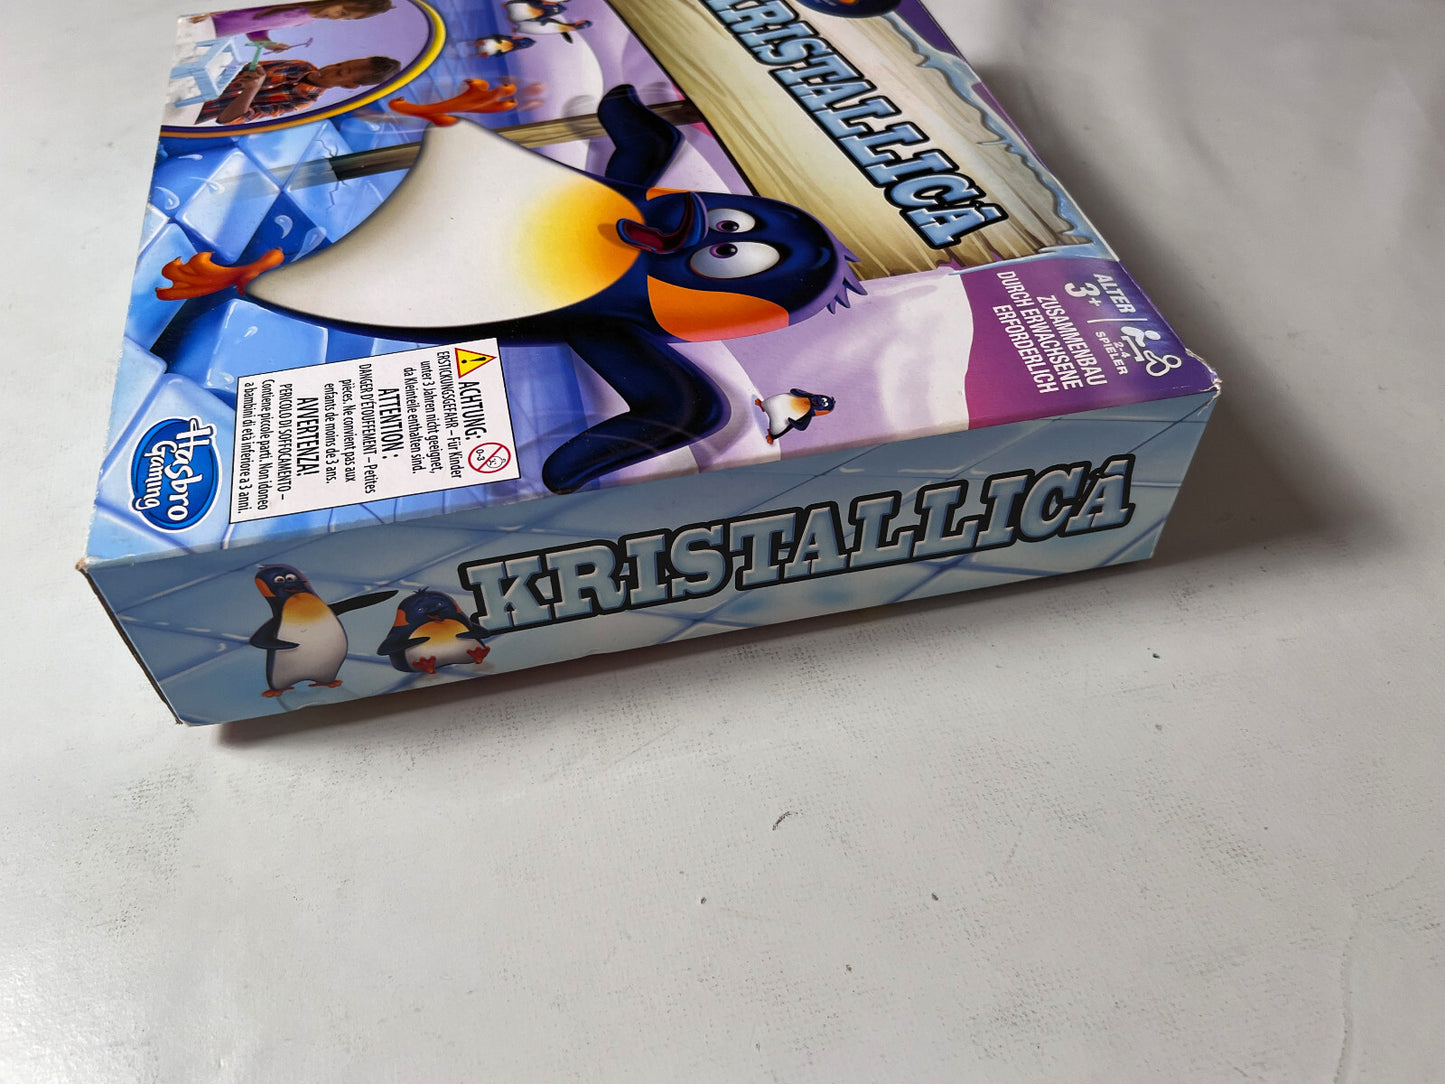 KRISTALLICA
ALTER
3+
2-4
SPIELER
ZUSAMMENBAU
DURCH ERWACHSENE
ERFORDERLICH
ACHTUNG:
ERSTICKUNGSGEFAHR – Für Kinder
unter 3 Jahren nicht geeignet,
da Kleinteile enthalten sind.
0-3
ATTENTION :
DANGER D'ÉTOUFFEMENT – Petites
pièces. Ne convient pas aux
enfants de moins de 3 ans.
AVVERTENZA!
PERICOLO DI SOFFOCAMENTO –
Contiene piccole parti. Non idoneo
a bambini di età inferiore a 3 anni.
Hasbro
Gaming
KRISTALLICA